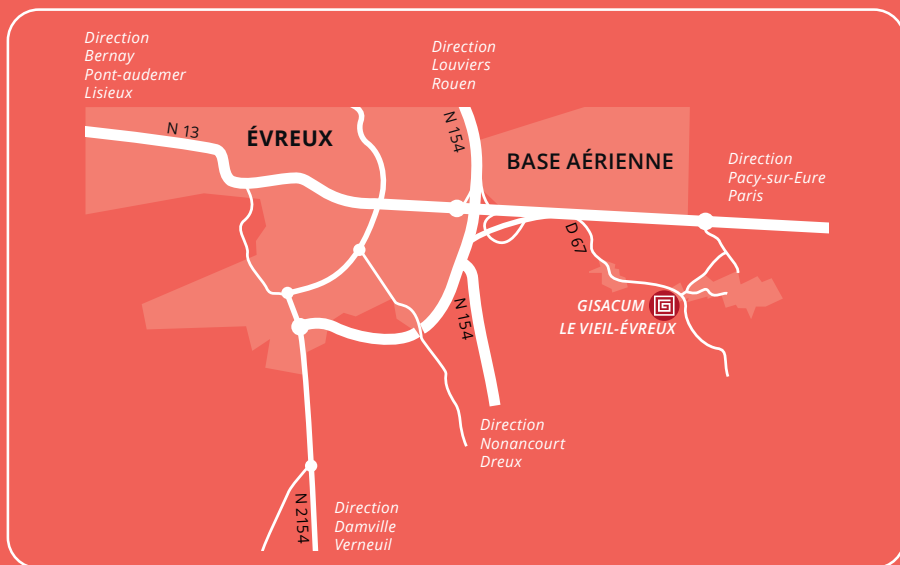 Direction
Bernay
Pont-audemer
Lisieux
Direction
Louviers
Rouen
N 13
ÉVREUX
N 154
BASE AÉRIENNE
Direction
Pacy-sur-Eure
Paris
D 67
GISACUM
LE VIEIL-ÉVREUX
N 154
Direction
Nonancourt
Dreux
N 2154
Direction
Damville
Verneuil